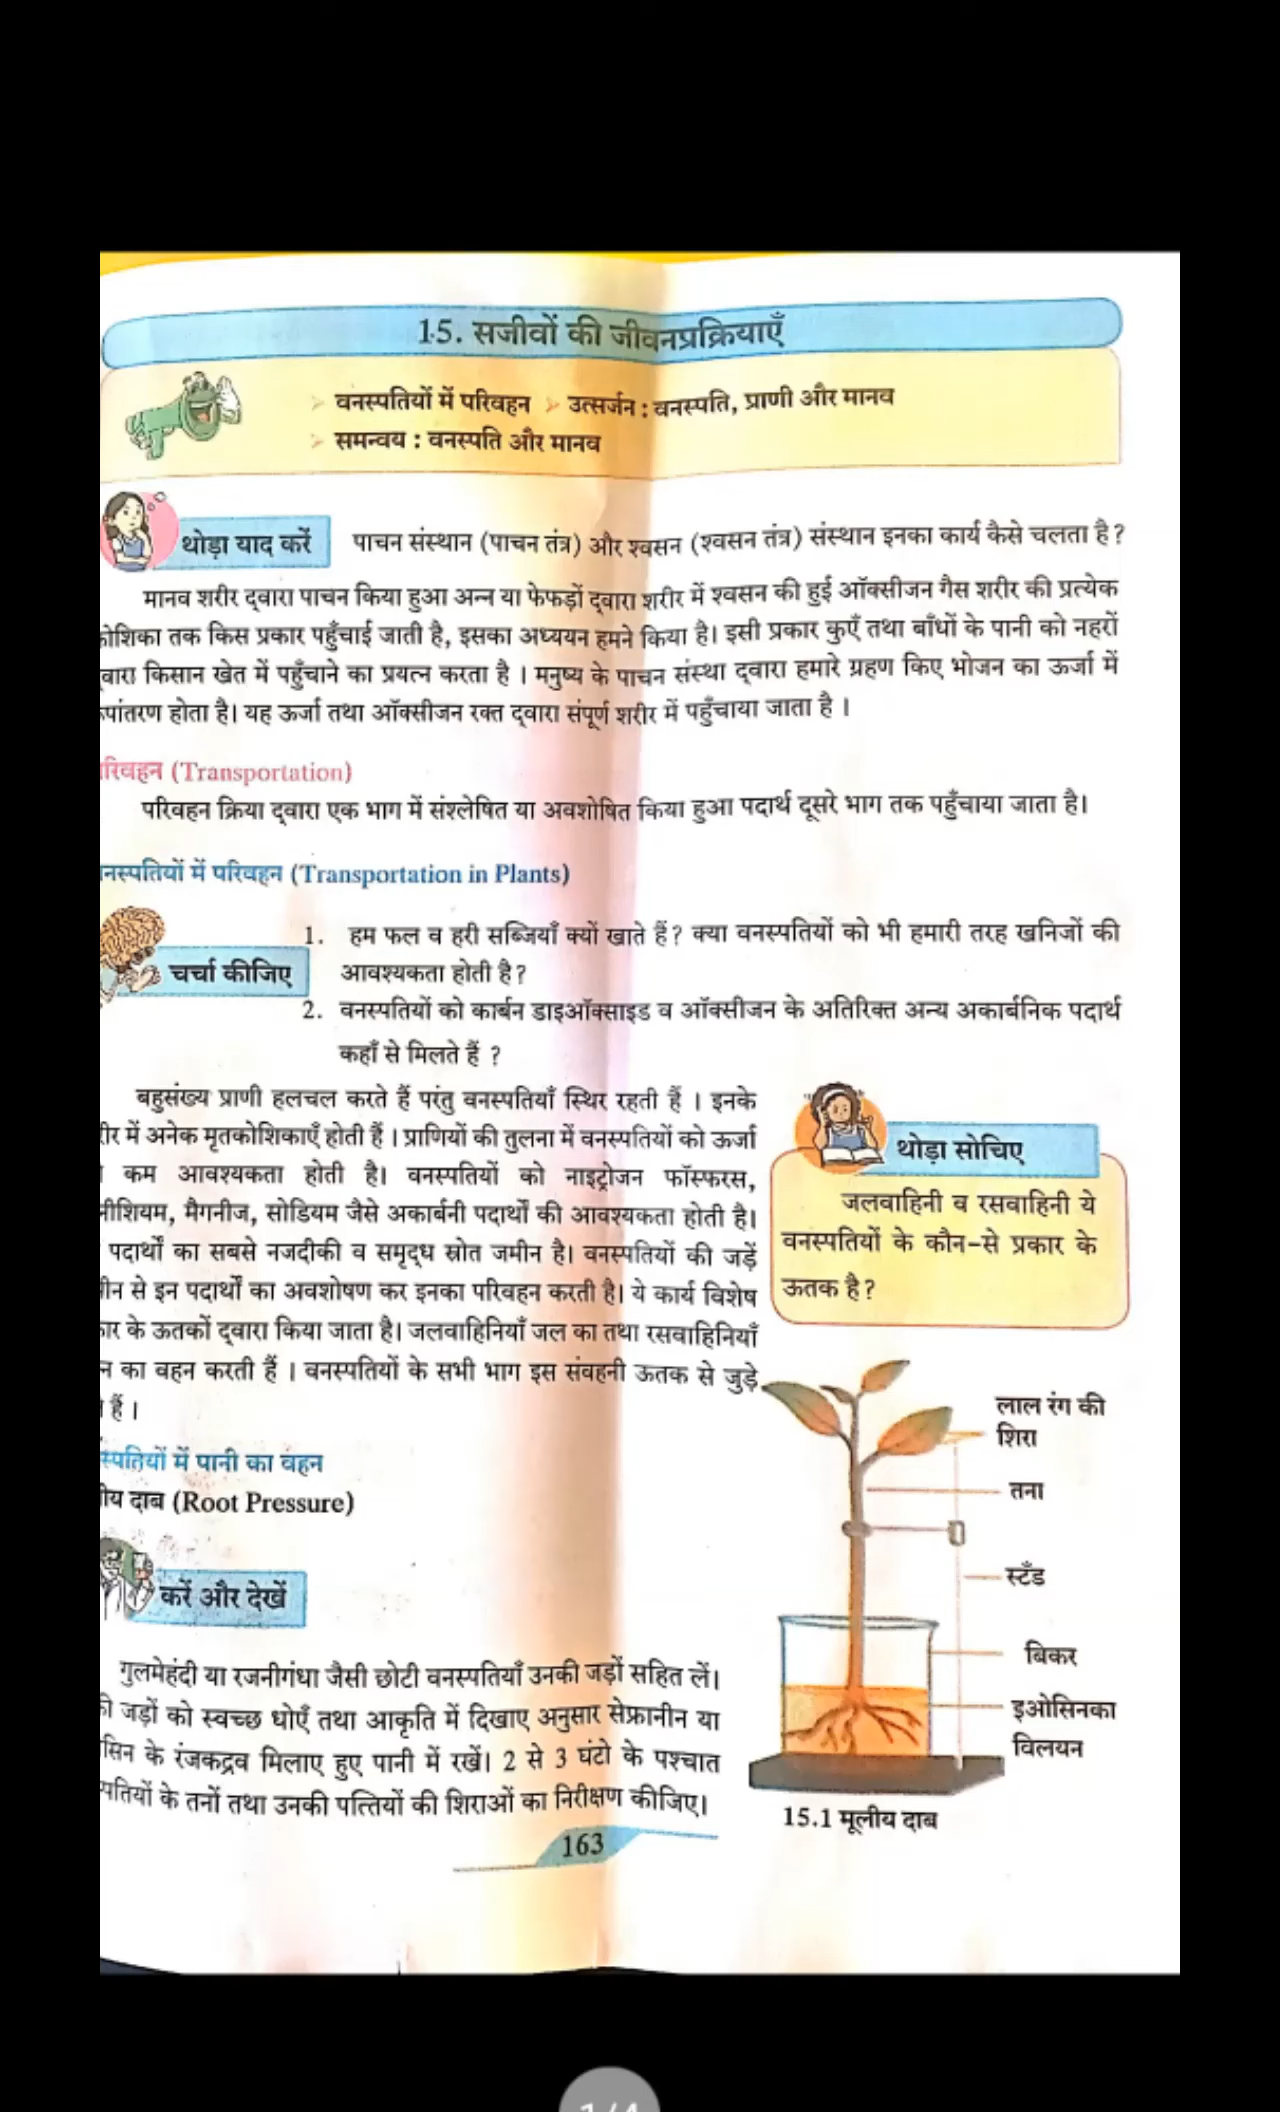 15. सजीवों की जीवनप्रक्रियाएँ
➢ वनस्पतियों में परिवहन ➢ उत्सर्जन : वनस्पति, प्राणी और मानव
➢ समन्वय : वनस्पति और मानव
थोड़ा याद करें
पाचन संस्थान (पाचन तंत्र) और श्वसन (श्वसन तंत्र) संस्थान इनका कार्य कैसे चलता है?
मानव शरीर द्वारा पाचन किया हुआ अन्न या फेफड़ों द्वारा शरीर में श्वसन की हुई ऑक्सीजन गैस शरीर की प्रत्येक
तक किस प्रकार पहुँचाई जाती है, इसका अध्ययन हमने किया है। इसी प्रकार कुएँ तथा बाँधों के पानी को नहरों
किसान खेत में पहुँचाने का प्रयत्न करता है । मनुष्य के पाचन संस्था द्वारा हमारे ग्रहण किए भोजन का ऊर्जा में
होता है। यह ऊर्जा तथा ऑक्सीजन रक्त द्वारा संपूर्ण शरीर में पहुँचाया जाता है ।
(Transportation)
परिवहन क्रिया द्वारा एक भाग में संश्लेषित या अवशोषित किया हुआ पदार्थ दूसरे भाग तक पहुँचाया जाता है।
में परिवहन (Transportation in Plants)
चर्चा कीजिए
1. हम फल व हरी सब्जियाँ क्यों खाते हैं? क्या वनस्पतियों को भी हमारी तरह खनिजों की
आवश्यकता होती है?
2. वनस्पतियों को कार्बन डाइऑक्साइड व ऑक्सीजन के अतिरिक्त अन्य अकार्बनिक पदार्थ
कहाँ से मिलते हैं ?
बहुसंख्य प्राणी हलचल करते हैं परंतु वनस्पतियाँ स्थिर रहती हैं । इनके
में अनेक मृतकोशिकाएँ होती हैं । प्राणियों की तुलना में वनस्पतियों को ऊर्जा
कम आवश्यकता होती है। वनस्पतियों को नाइट्रोजन फॉस्फरस,
मैगनीज, सोडियम जैसे अकार्बनी पदार्थों की आवश्यकता होती है।
पदार्थों का सबसे नजदीकी व समृद्ध स्रोत जमीन है। वनस्पतियों की जड़ें
से इन पदार्थों का अवशोषण कर इनका परिवहन करती है। ये कार्य विशेष
के ऊतकों द्वारा किया जाता है। जलवाहिनियाँ जल का तथा रसवाहिनियाँ
का वहन करती हैं । वनस्पतियों के सभी भाग इस संवहनी ऊतक से जुड़े
हैं ।
थोड़ा सोचिए
जलवाहिनी व रसवाहिनी ये
वनस्पतियों के कौन-से प्रकार के
ऊतक है?
में पानी का वहन
दाब (Root Pressure)
करें और देखें
गुलमेहंदी या रजनीगंधा जैसी छोटी वनस्पतियाँ उनकी जड़ों सहित लें।
जड़ों को स्वच्छ धोएँ तथा आकृति में दिखाए अनुसार सेफ्रानीन या
के रंजकद्रव मिलाए हुए पानी में रखें। 2 से 3 घंटो के पश्चात
के तनों तथा उनकी पत्तियों की शिराओं का निरीक्षण कीजिए।
लाल रंग की
शिरा
तना
स्टँड
बिकर
इओसिनका
विलयन
15.1 मूलीय दाब
163